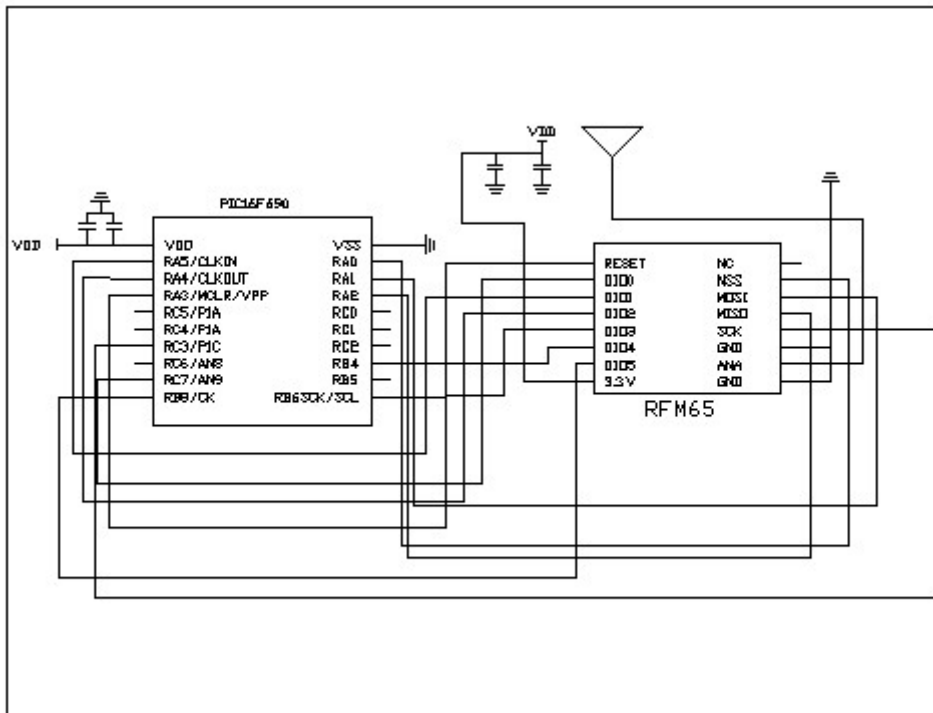 VDD
PIC16F690
VDD
VDD
RA5/CLKIN
RA4/CLKOUT
RA3/MCLR/VPP
RC5/P1A
RC4/P1A
RC3/P1C
RC6/AN8
RC7/AN9
VSS
RA0
RA1
RA2
RC0
RC1
RC2
RB4
RB5
RB6SCK/SCL
VDD
RESET
DIO0
DIO1
DIO2
DIO3
DIO4
DIO5
3.3V
NC
NSS
MOSI
MISO
SCK
GND
ANA
GND
RFM65